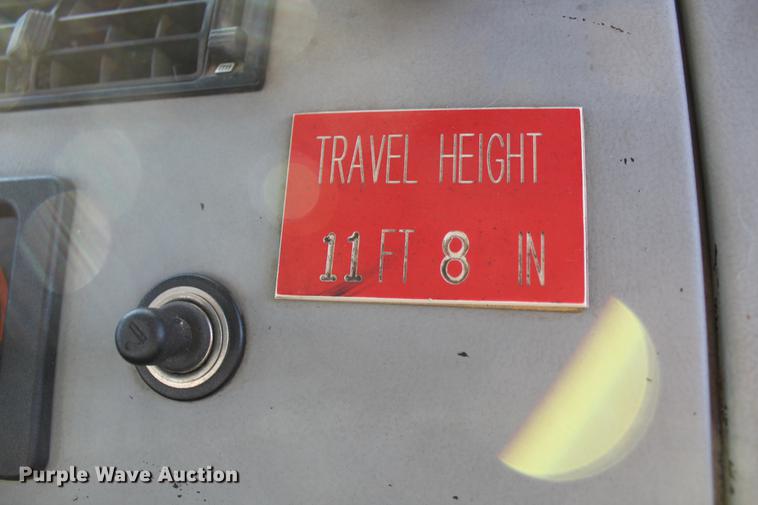 TRAVEL HEIGHT
11 FT 8 IN
Purple Wave Auction